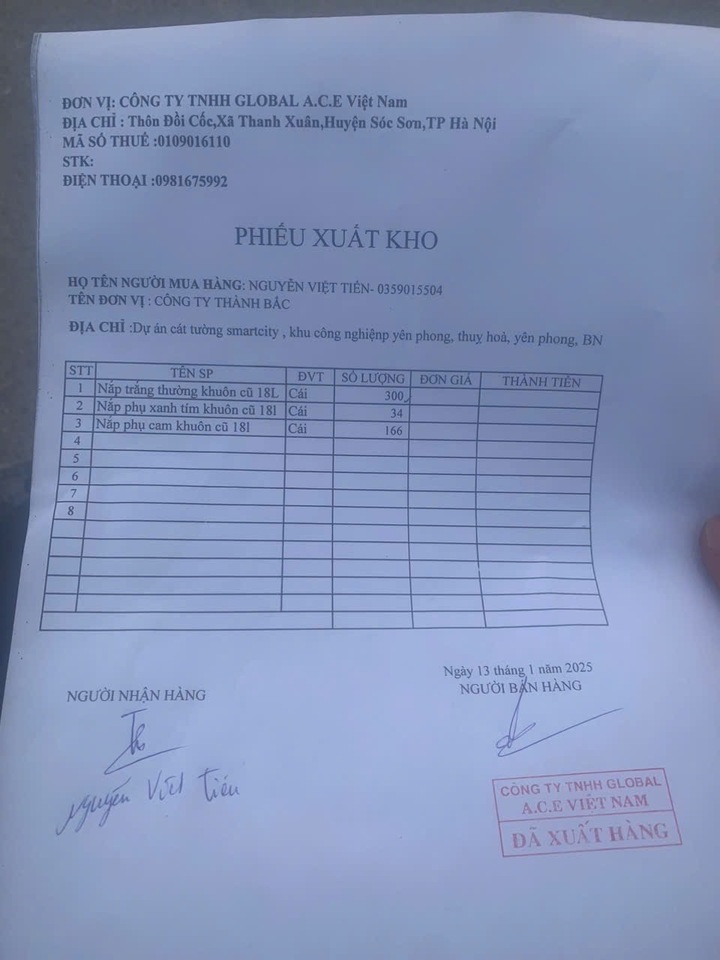 ĐƠN VỊ: CÔNG TY TNHH GLOBAL A.C.E Việt Nam
ĐỊA CHỈ : Thôn Đồi Cốc,Xã Thanh Xuân,Huyện Sóc Sơn,TP Hà Nội
MÃ SỐ THUẾ :0109016110
STK:
ĐIỆN THOẠI :0981675992
PHIẾU XUẤT KHO
HỌ TÊN NGƯỜI MUA HÀNG: NGUYỄN VIỆT TIẾN- 0359015504
TÊN ĐƠN VỊ : CÔNG TY THÀNH BẮC
ĐỊA CHỈ :Dự án cát tường smartcity , khu công nghiệnp yên phong, thuỵ hoà, yên phong, BN
STT TÊN SP ĐVT SỐ LƯỢNG ĐƠN GIÁ THÀNH TIỀN
1 Nắp trắng thường khuôn cũ 18L Cái 300
2 Nắp phụ xanh tím khuôn cũ 18l Cái 34
3 Nắp phụ cam khuôn cũ 18l Cái 166
4
5
6
7
8
Ngày 13 tháng 1 năm 2025
NGƯỜI NHẬN HÀNG NGƯỜI BÁN HÀNG
Nguyễn Việt Tiến
CÔNG TY TNHH GLOBAL
A.C.E VIỆT NAM
ĐÃ XUẤT HÀNG